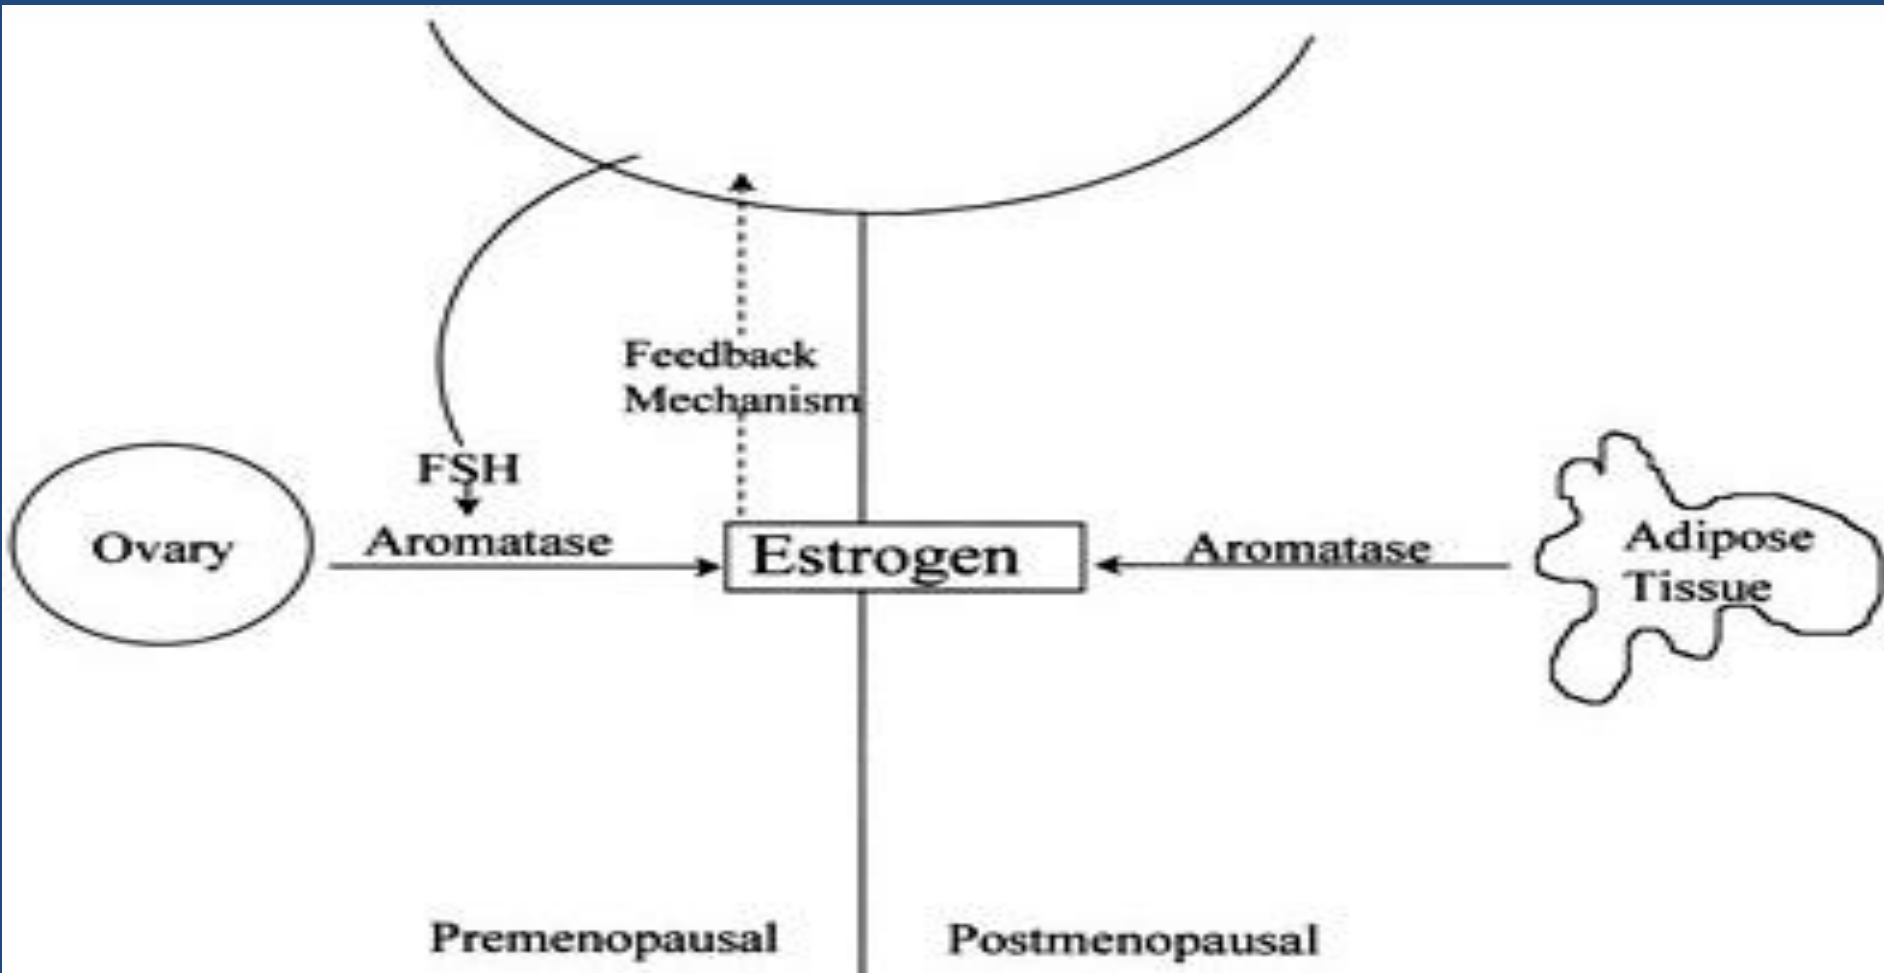 Feedback
Mechanism
FSH
Ovary
Aromatase
Estrogen
Aromatase
Adipose
Tissue
Premenopausal
Postmenopausal